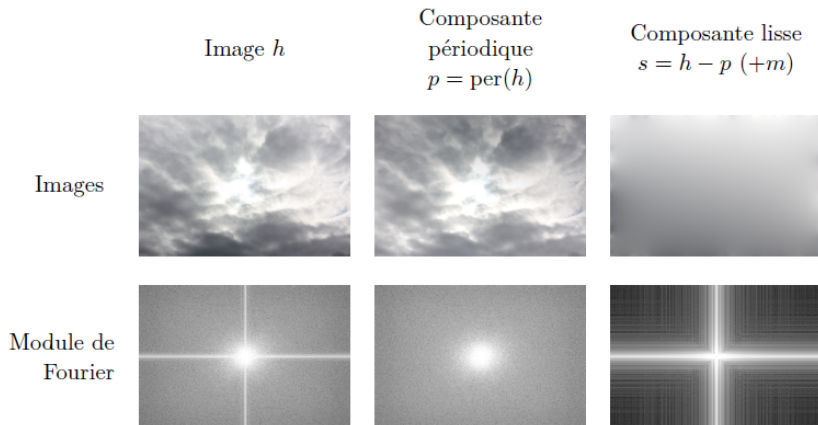 Image h
Composante
périodique
p = per(h)
Composante lisse
s = h − p (+m)
Images
Module de
Fourier